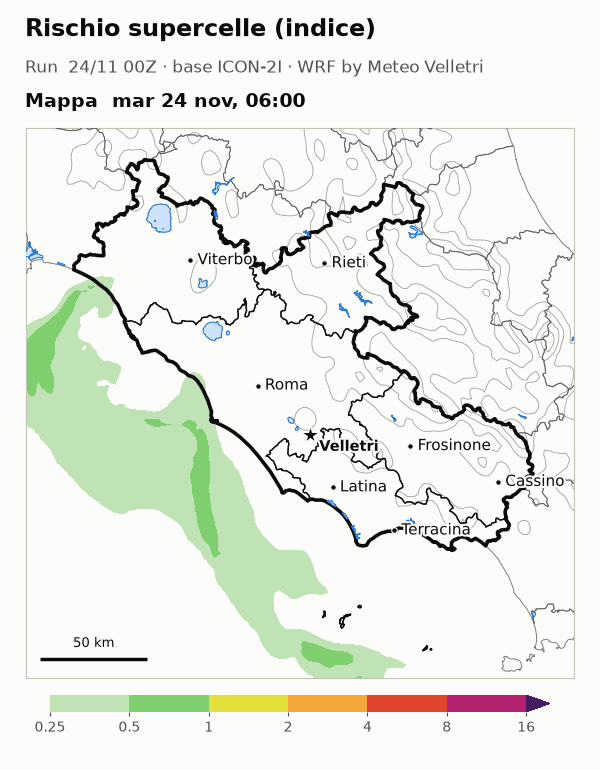 Rischio supercelle (indice)
Run  24/11 00Z · base ICON-2I · WRF by Meteo Velletri
Mappa  mar 24 nov, 06:00
Viterbo
Rieti
Roma
Velletri
Frosinone
Cassino
Latina
Terracina
50 km
0.25 0.5 1 2 4 8 16